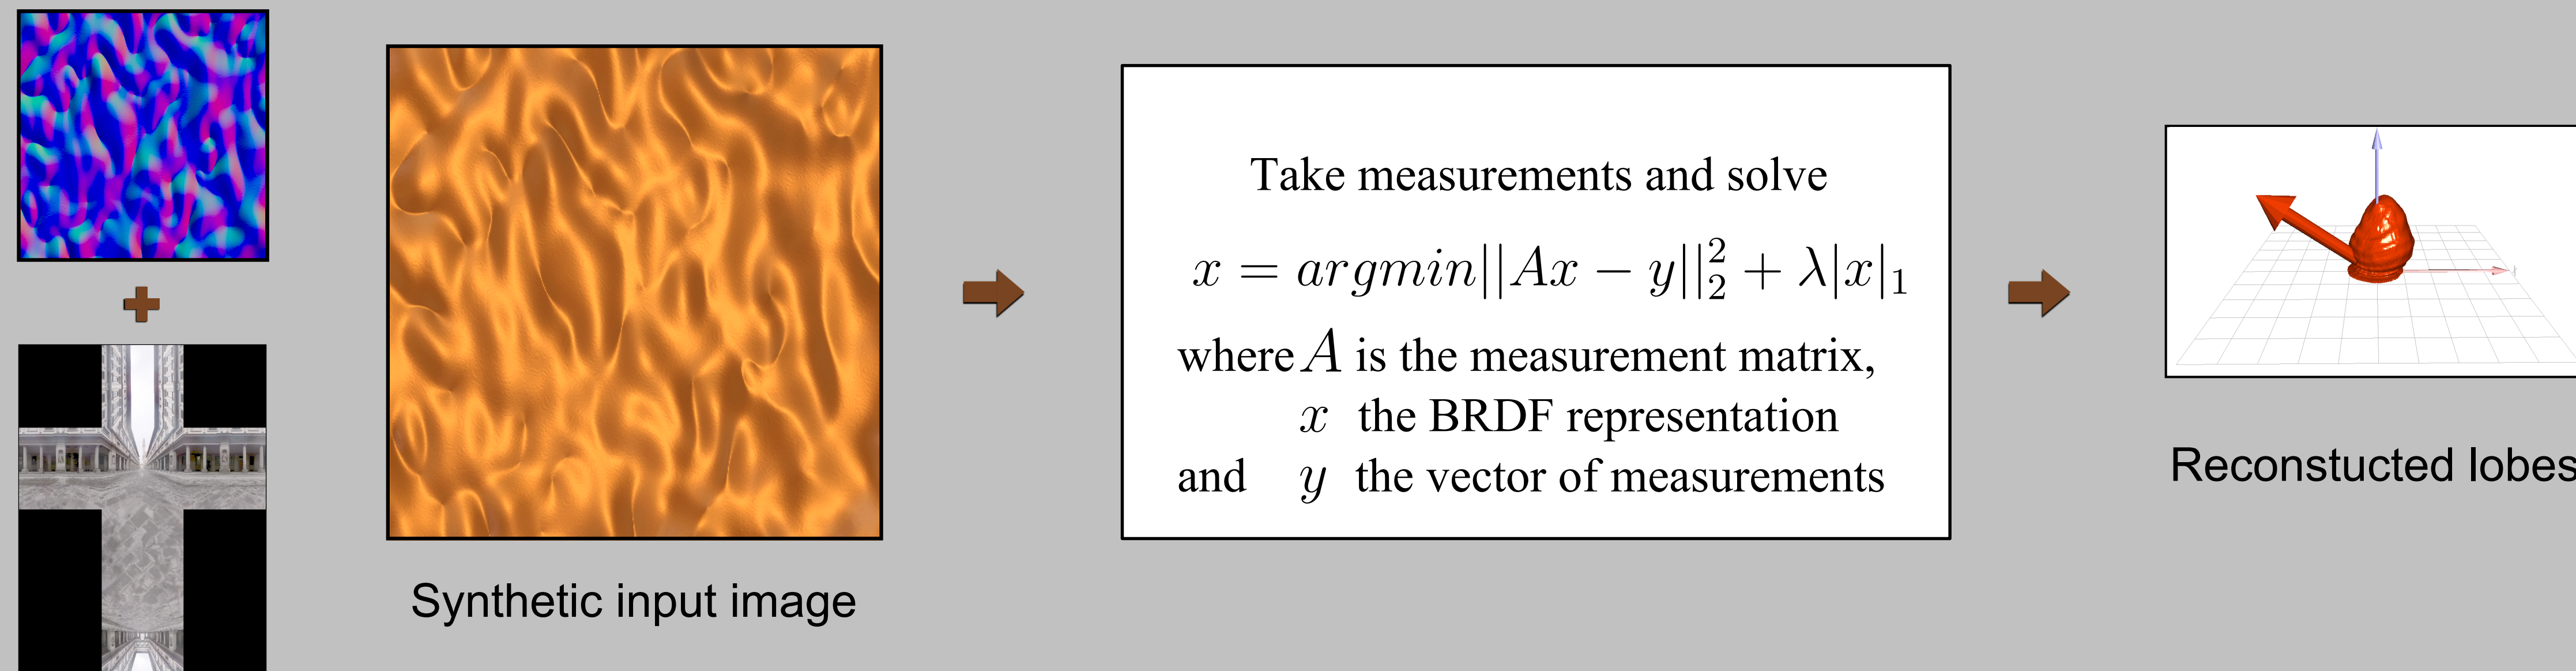 Take measurements and solve
x = argmin||Ax − y||₂² + λ|x|₁
where A is the measurement matrix,
x the BRDF representation
and y the vector of measurements
Synthetic input image
Reconstucted lobes